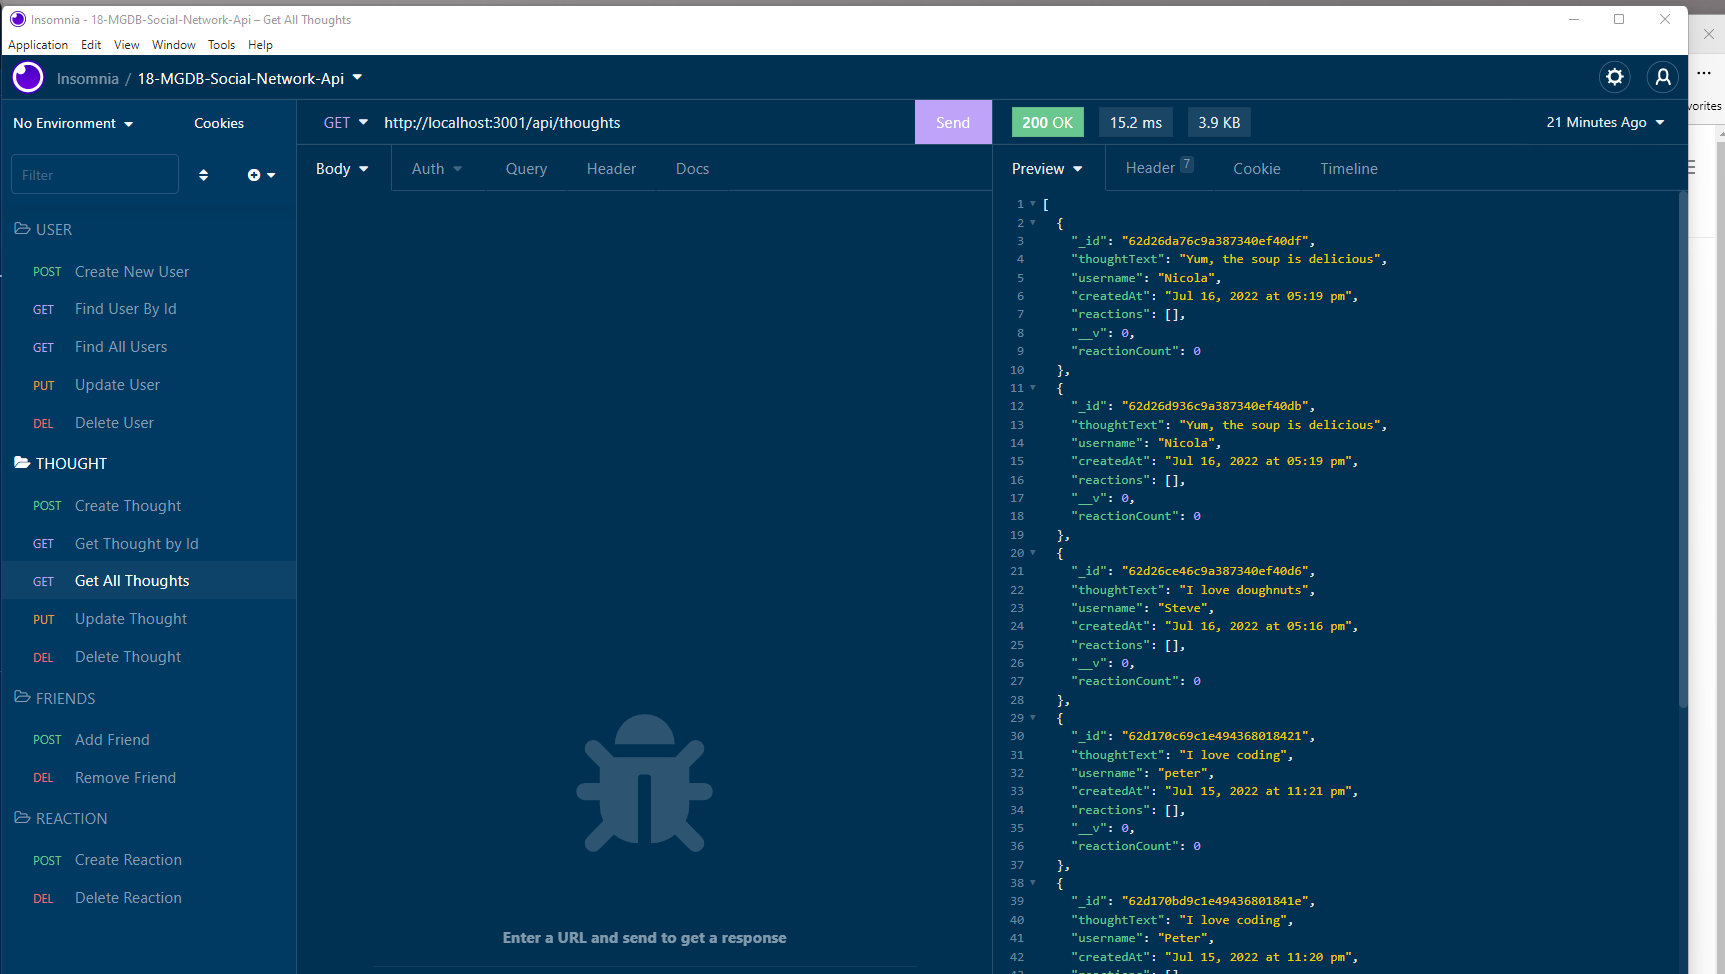 Insomnia - 18-MGDB-Social-Network-Api – Get All Thoughts
Application Edit View Window Tools Help
Insomnia / 18-MGDB-Social-Network-Api
No Environment
Cookies
Filter
USER
POST Create New User
GET Find User By Id
GET Find All Users
PUT Update User
DEL Delete User
THOUGHT
POST Create Thought
GET Get Thought by Id
GET Get All Thoughts
PUT Update Thought
DEL Delete Thought
FRIENDS
POST Add Friend
DEL Remove Friend
REACTION
POST Create Reaction
DEL Delete Reaction
GET http://localhost:3001/api/thoughts Send
Body Auth Query Header Docs
Enter a URL and send to get a response
200 OK 15.2 ms 3.9 KB 21 Minutes Ago
Preview Header 7 Cookie Timeline
1 [
2 {
3 "_id": "62d26da76c9a387340ef40df",
4 "thoughtText": "Yum, the soup is delicious",
5 "username": "Nicola",
6 "createdAt": "Jul 16, 2022 at 05:19 pm",
7 "reactions": [],
8 "__v": 0,
9 "reactionCount": 0
10 },
11 {
12 "_id": "62d26d936c9a387340ef40db",
13 "thoughtText": "Yum, the soup is delicious",
14 "username": "Nicola",
15 "createdAt": "Jul 16, 2022 at 05:19 pm",
16 "reactions": [],
17 "__v": 0,
18 "reactionCount": 0
19 },
20 {
21 "_id": "62d26ce46c9a387340ef40d6",
22 "thoughtText": "I love doughnuts",
23 "username": "Steve",
24 "createdAt": "Jul 16, 2022 at 05:16 pm",
25 "reactions": [],
26 "__v": 0,
27 "reactionCount": 0
28 },
29 {
30 "_id": "62d170c69c1e494368018421",
31 "thoughtText": "I love coding",
32 "username": "peter",
33 "createdAt": "Jul 15, 2022 at 11:21 pm",
34 "reactions": [],
35 "__v": 0,
36 "reactionCount": 0
37 },
38 {
39 "_id": "62d170bd9c1e49436801841e",
40 "thoughtText": "I love coding",
41 "username": "Peter",
42 "createdAt": "Jul 15, 2022 at 11:20 pm",
vorites